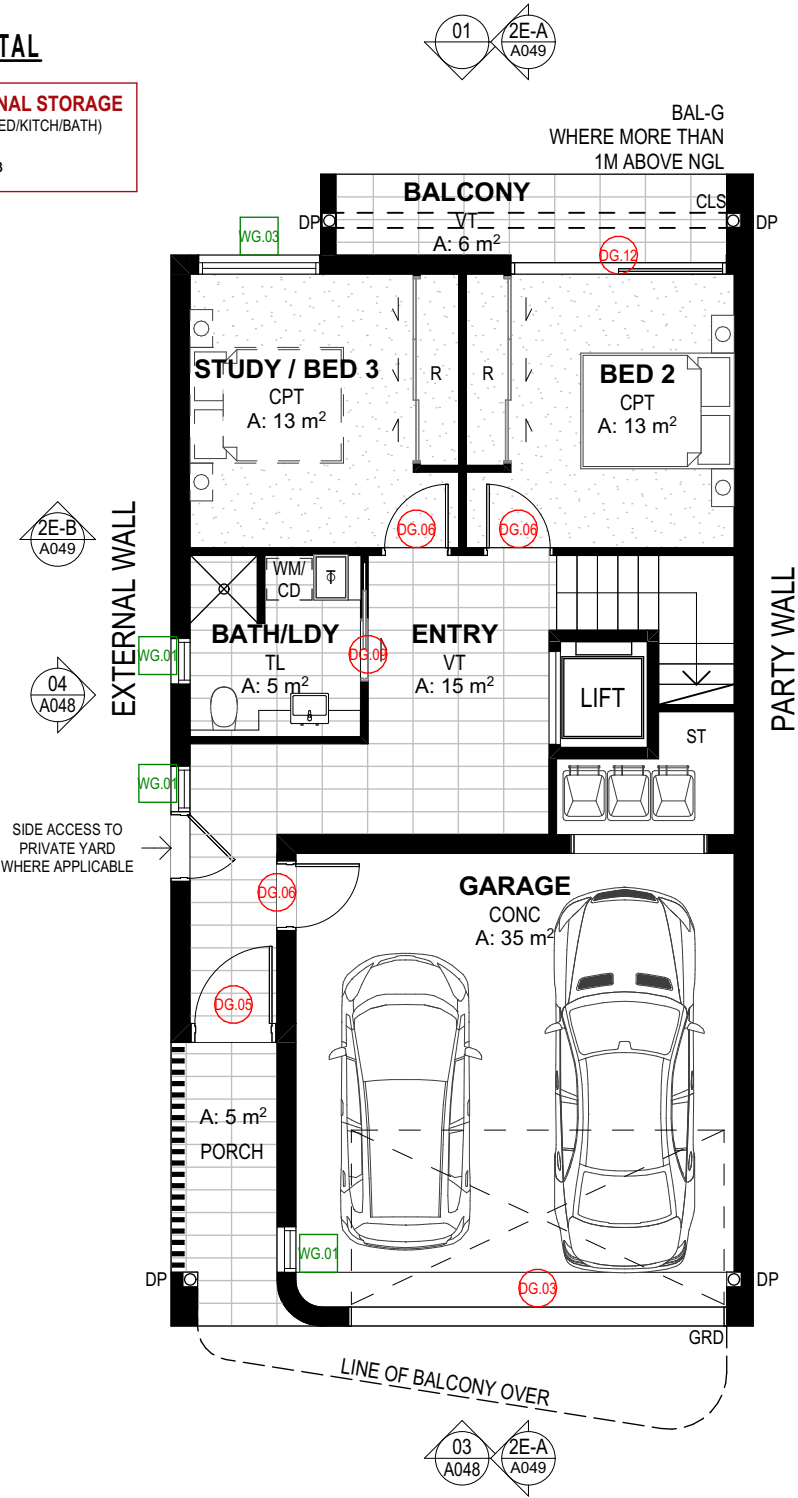 01
2E-A
A049
NAL STORAGE
ED/KITCH/BATH)
BAL-G
WHERE MORE THAN
1M ABOVE NGL
BALCONY
VT
A: 6 m²
CLS
DP
DP
WG.03
DG.12
STUDY / BED 3
CPT
A: 13 m²
R
R
BED 2
CPT
A: 13 m²
DG.06
DG.06
2E-B
A049
EXTERNAL WALL
PARTY WALL
WM/
CD
BATH/LDY
TL
A: 5 m²
DG.09
ENTRY
VT
A: 15 m²
WG.01
04
A048
LIFT
ST
WG.01
SIDE ACCESS TO
PRIVATE YARD
WHERE APPLICABLE
DG.06
GARAGE
CONC
A: 35 m²
DG.05
A: 5 m²
PORCH
WG.01
DP
DG.03
DP
GRD
LINE OF BALCONY OVER
03
A048
2E-A
A049